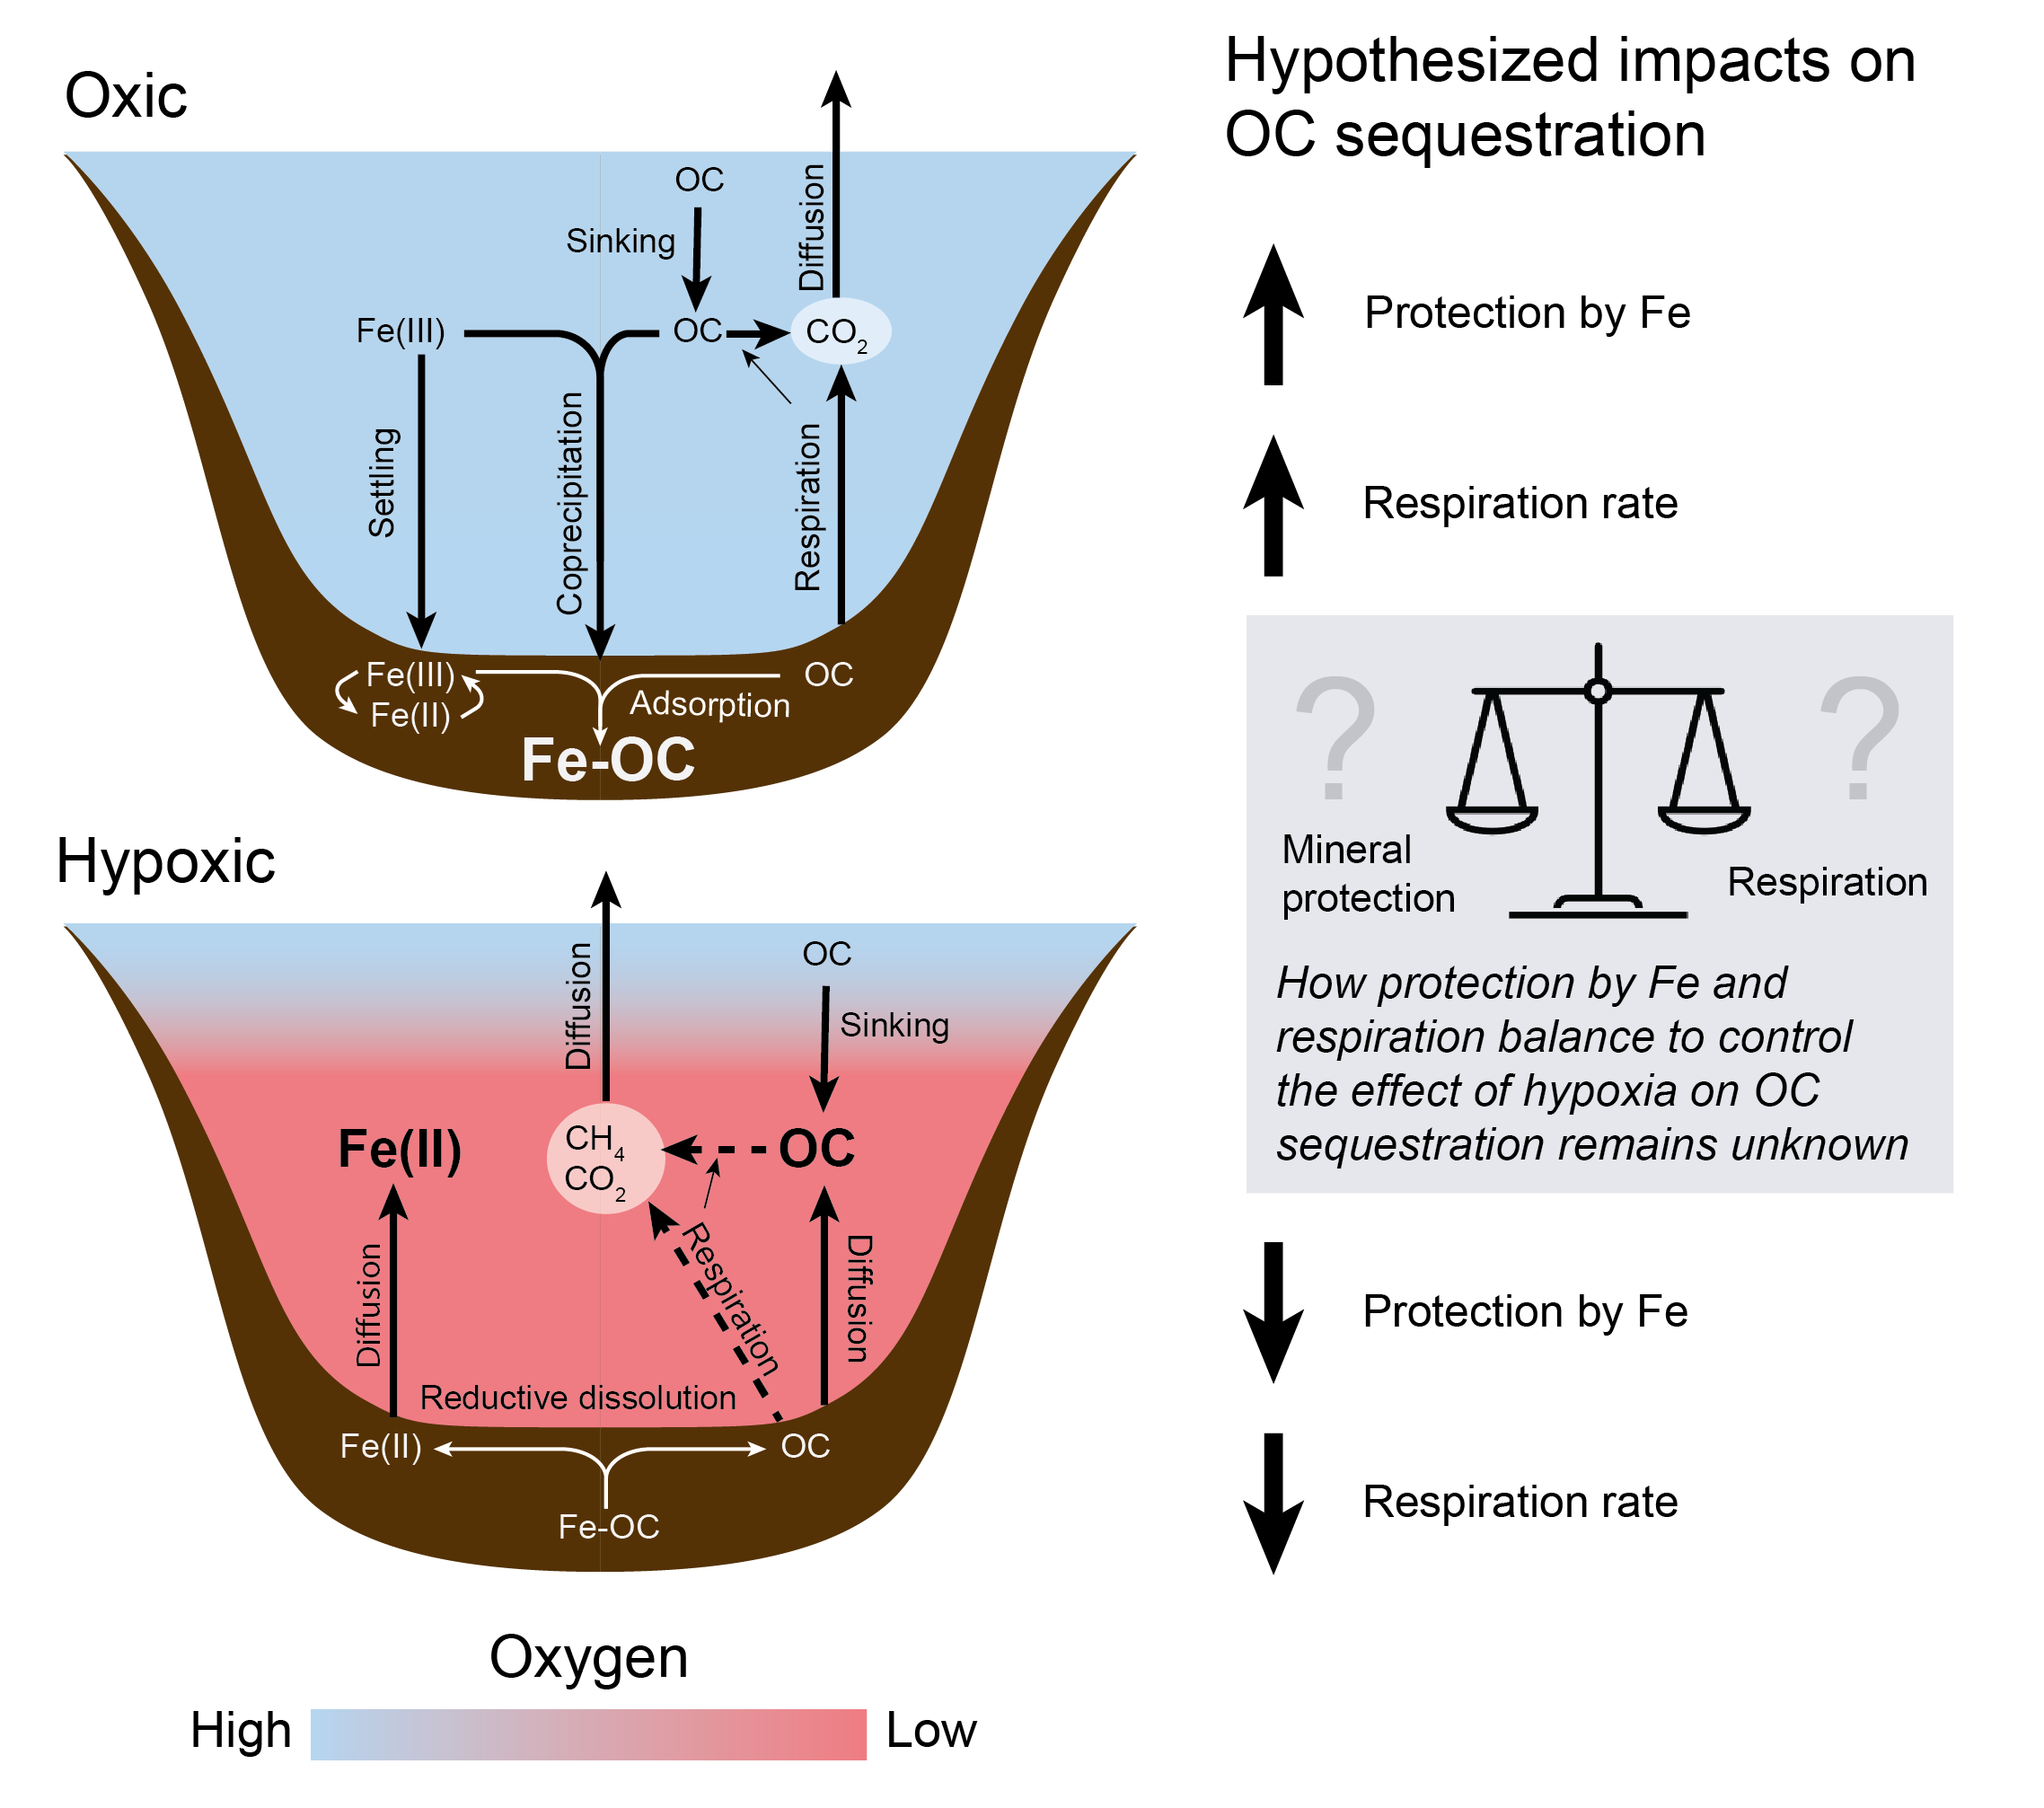 Oxic
Hypothesized impacts on
OC sequestration
OC
Sinking
Diffusion
Fe(III)
OC
CO2
Protection by Fe
Settling
Coprecipitation
Respiration
Respiration rate
Fe(III)
Fe(II)
OC
Adsorption
Fe-OC
? ?
Mineral
protection
Respiration
How protection by Fe and
respiration balance to control
the effect of hypoxia on OC
sequestration remains unknown
Hypoxic
OC
Diffusion
Sinking
Fe(II)
CH4
CO2
OC
Diffusion
Respiration
Diffusion
Reductive dissolution
Fe(II)
OC
Fe-OC
Protection by Fe
Respiration rate
Oxygen
High
Low